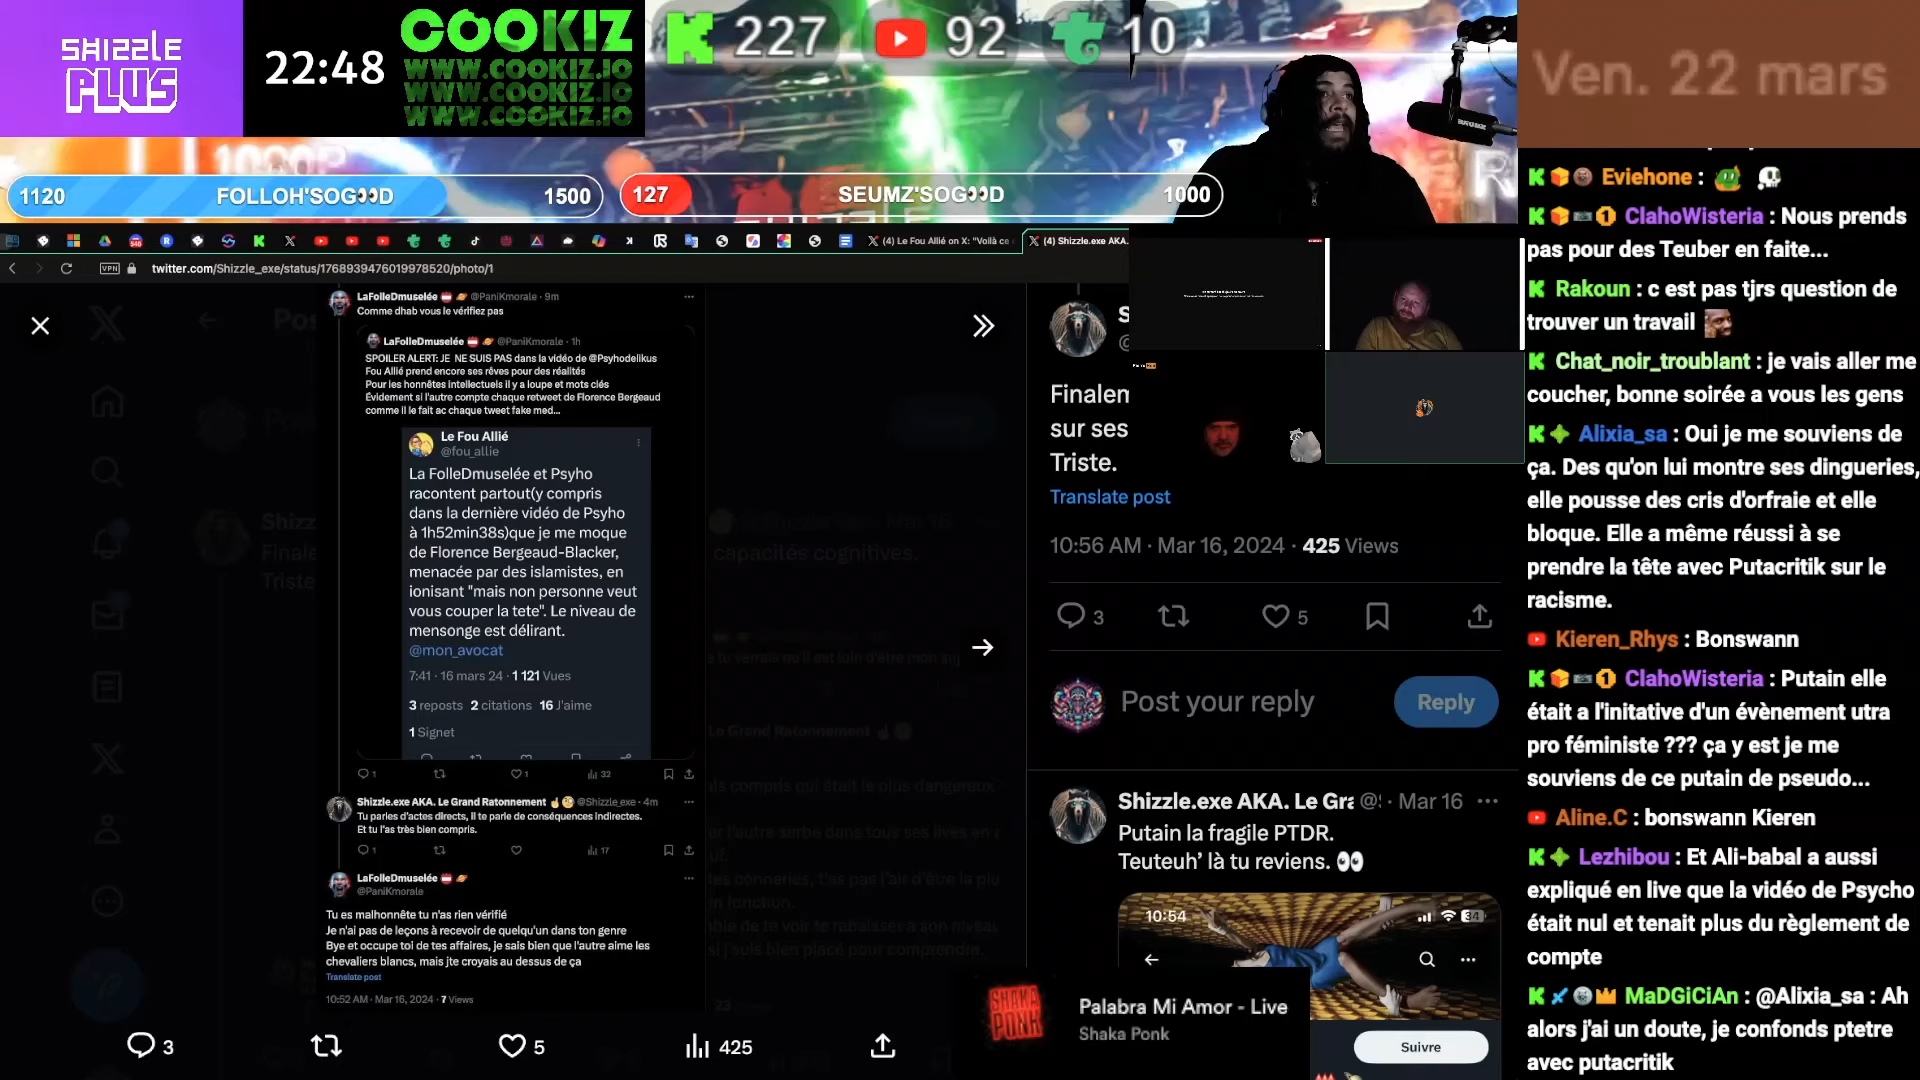 SHIZZLE
PLUS
22:48
COOKIZ
WWW.COOKIZ.IO
WWW.COOKIZ.IO
WWW.COOKIZ.IO
227
92
10
Ven. 22 mars
1120 FOLLOH'SOG👀D 1500
127 SEUMZ'SOG👀D 1000
(4) Le Fou Allié on X: "Voilà ce
(4) Shizzle.exe AKA.
VPN
twitter.com/Shizzle_exe/status/1768939476019978520/photo/1
LaFolleDmuselée @PaniKmorale · 9m
Comme dhab vous le vérifiez pas
LaFolleDmuselée @PaniKmorale · 1h
SPOILER ALERT: JE NE SUIS PAS dans la vidéo de @Psyhodelikus
Fou Allié prend encore ses rêves pour des réalités
Pour les honnêtes intellectuels il y a loupe et mots clés
Évidement si l'autre compte chaque retweet de Florence Bergeaud
comme il le fait ac chaque tweet fake med...
Le Fou Allié
@fou_allie
La FolleDmuselée et Psyho
racontent partout(y compris
dans la dernière vidéo de Psyho
à 1h52min38s)que je me moque
de Florence Bergeaud-Blacker,
menacée par des islamistes, en
ionisant "mais non personne veut
vous couper la tete". Le niveau de
mensonge est délirant.
@mon_avocat
7:41 · 16 mars 24 · 1 121 Vues
3 reposts 2 citations 16 J'aime
1 Signet
1 1 32
Shizzle.exe AKA. Le Grand Ratonnement @Shizzle_exe · 4m
Tu parles d'actes directs, il te parle de conséquences indirectes.
Et tu l'as très bien compris.
1 17
LaFolleDmuselée
@PaniKmorale
Tu es malhonnête tu n'as rien vérifié
Je n'ai pas de leçons à recevoir de quelqu'un dans ton genre
Bye et occupe toi de tes affaires, je sais bien que l'autre aime les
chevaliers blancs, mais jte croyais au dessus de ça
Translate post
10:52 AM · Mar 16, 2024 · 7 Views
3 5 425
capacités cognitives.
Finalem
sur ses
Triste.
Translate post
10:56 AM · Mar 16, 2024 · 425 Views
3 5
Post your reply
Reply
Shizzle.exe AKA. Le Gra · Mar 16
Putain la fragile PTDR.
Teuteuh' là tu reviens. 👀
10:54
34
Suivre
SHAKA
PONK
Palabra Mi Amor - Live
Shaka Ponk
Eviehone :
ClahoWisteria : Nous prends
pas pour des Teuber en faite...
Rakoun : c est pas tjrs question de
trouver un travail
Chat_noir_troublant : je vais aller me
coucher, bonne soirée a vous les gens
Alixia_sa : Oui je me souviens de
ça. Des qu'on lui montre ses dingueries,
elle pousse des cris d'orfraie et elle
bloque. Elle a même réussi à se
prendre la tête avec Putacritik sur le
racisme.
Kieren_Rhys : Bonswann
ClahoWisteria : Putain elle
était a l'initative d'un évènement utra
pro féministe ??? ça y est je me
souviens de ce putain de pseudo...
Aline.C : bonswann Kieren
Lezhibou : Et Ali-babal a aussi
expliqué en live que la vidéo de Psycho
était nul et tenait plus du règlement de
compte
MaDGiCiAn : @Alixia_sa : Ah
alors j'ai un doute, je confonds ptetre
avec putacritik